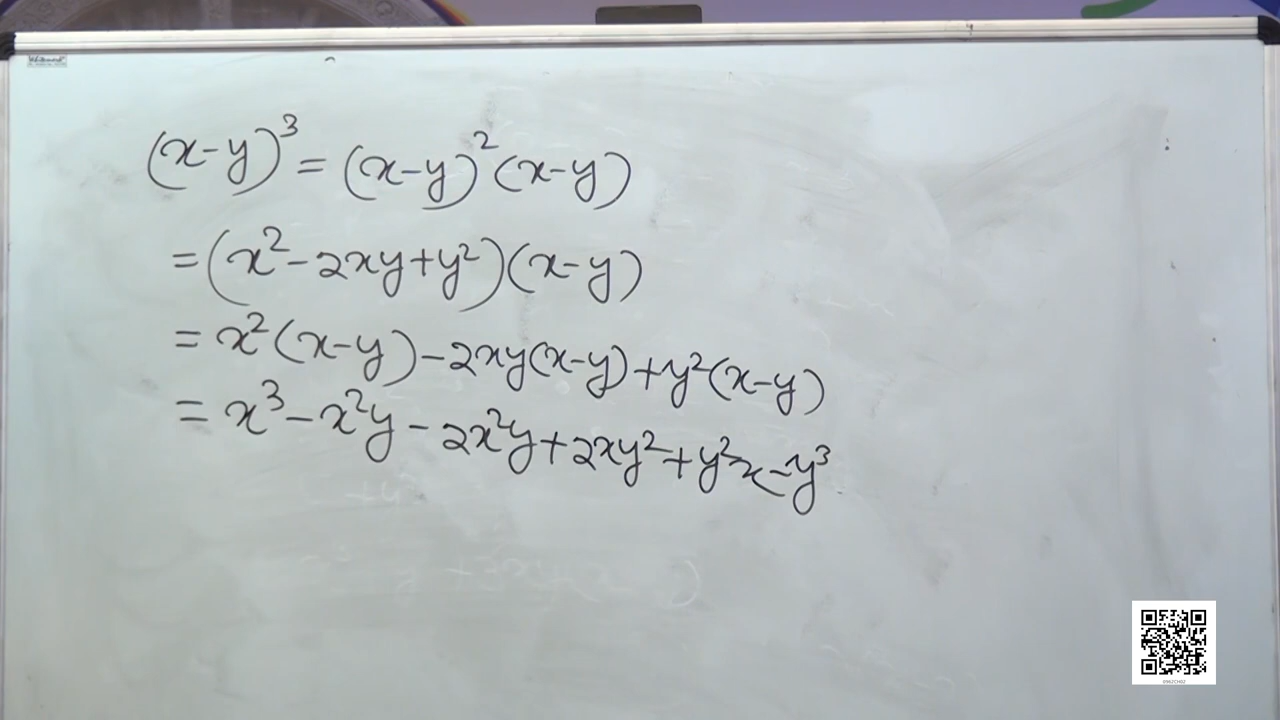 (x-y)³ = (x-y)²(x-y)
= (x²-2xy+y²)(x-y)
= x²(x-y)-2xy(x-y)+y²(x-y)
= x³-x²y-2x²y+2xy²+y²x-y³